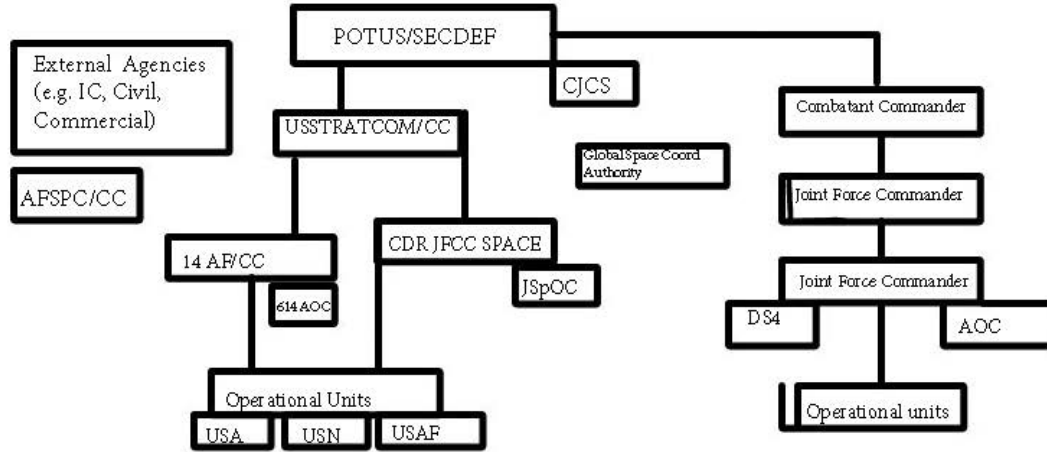 POTUS/SECDEF
External Agencies
(e.g. IC, Civil,
Commercial)
CJCS
Combatant Commander
USSTRATCOM/CC
Global Space Coord
Authority
AFSPC/CC
Joint Force Commander
14 AF/CC
CDR JFCC SPACE
614 AOC
JSpOC
Joint Force Commander
DS4
AOC
Operational Units
Operational units
USA
USN
USAF